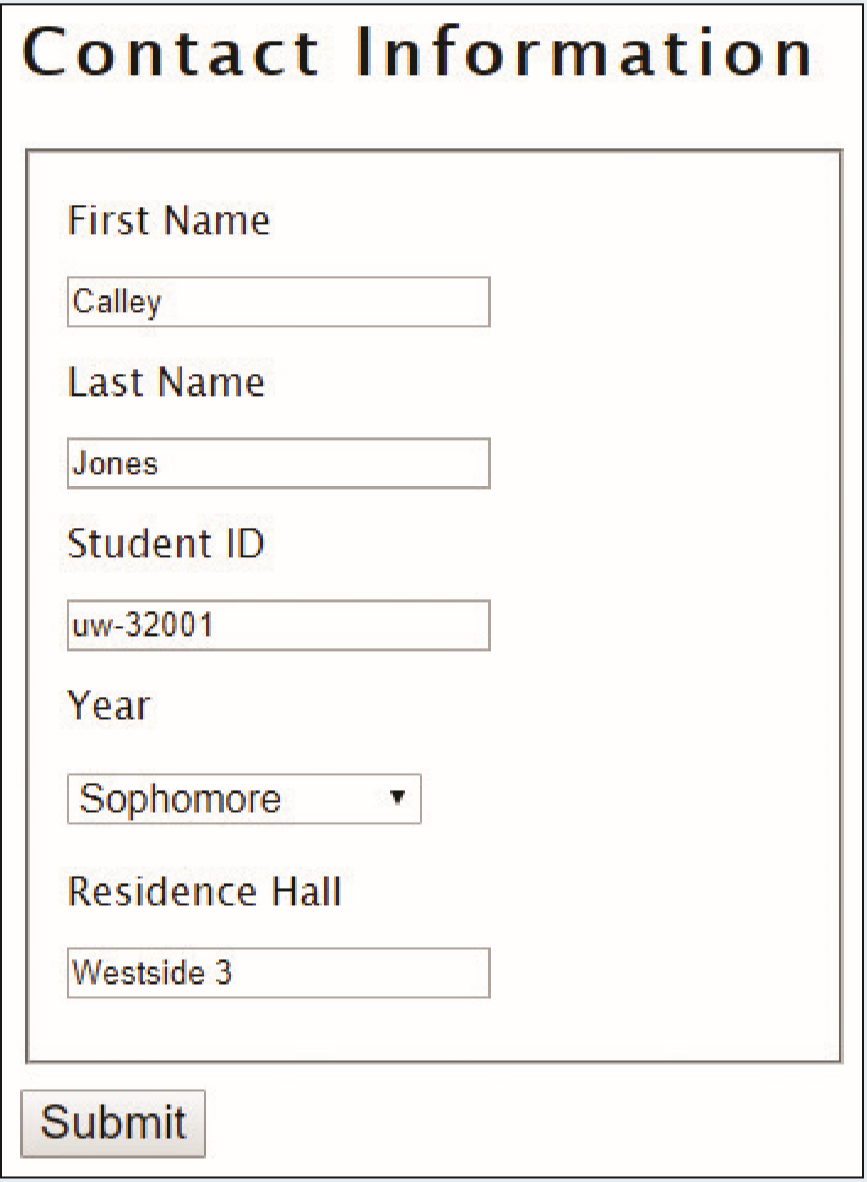 Contact Information
First Name
Calley
Last Name
Jones
Student ID
uw-32001
Year
Sophomore
Residence Hall
Westside 3
Submit